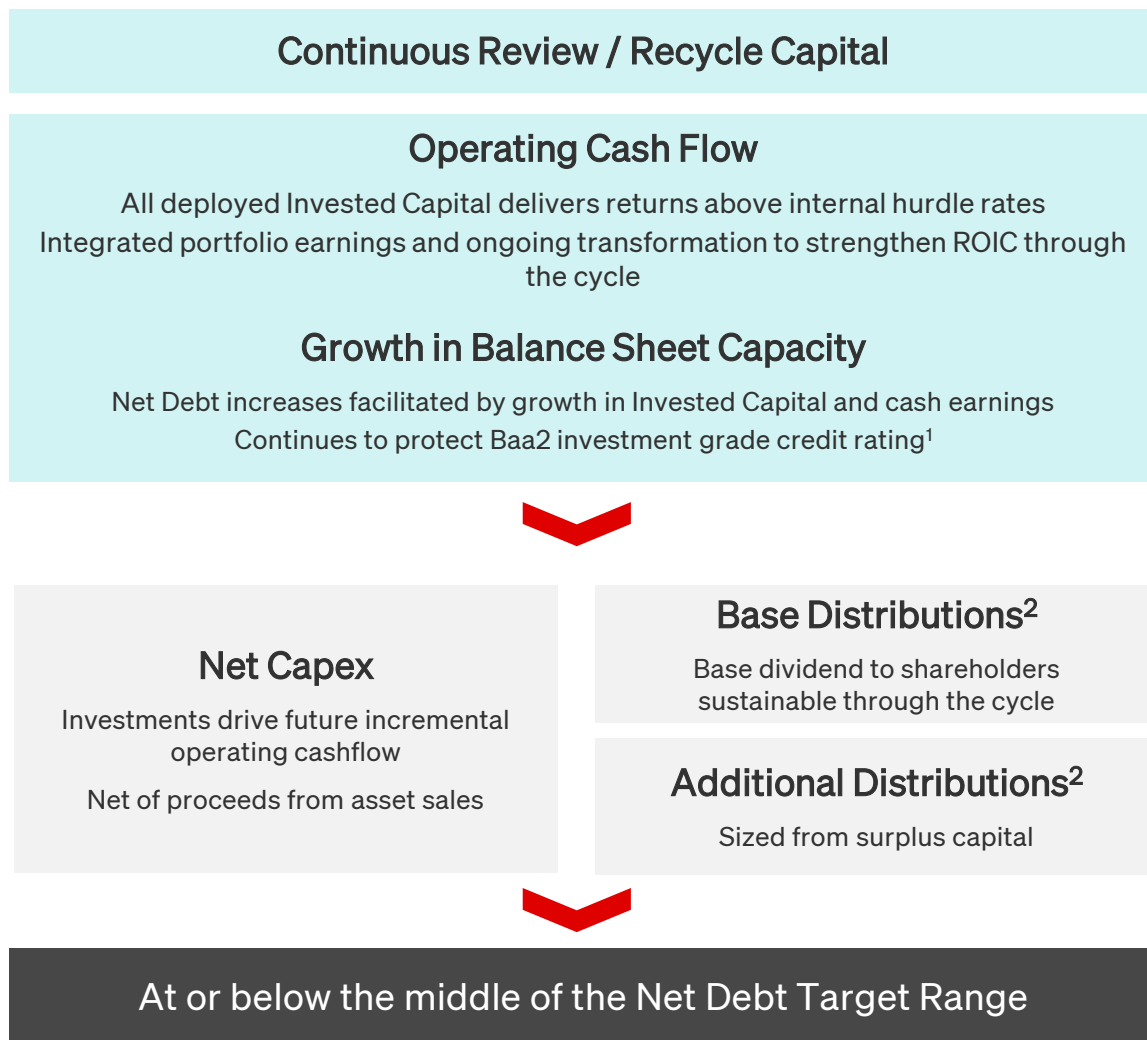 Continuous Review / Recycle Capital
Operating Cash Flow
All deployed Invested Capital delivers returns above internal hurdle rates
Integrated portfolio earnings and ongoing transformation to strengthen ROIC through
the cycle
Growth in Balance Sheet Capacity
Net Debt increases facilitated by growth in Invested Capital and cash earnings
Continues to protect Baa2 investment grade credit rating¹
Net Capex
Investments drive future incremental
operating cashflow
Net of proceeds from asset sales
Base Distributions²
Base dividend to shareholders
sustainable through the cycle
Additional Distributions²
Sized from surplus capital
At or below the middle of the Net Debt Target Range